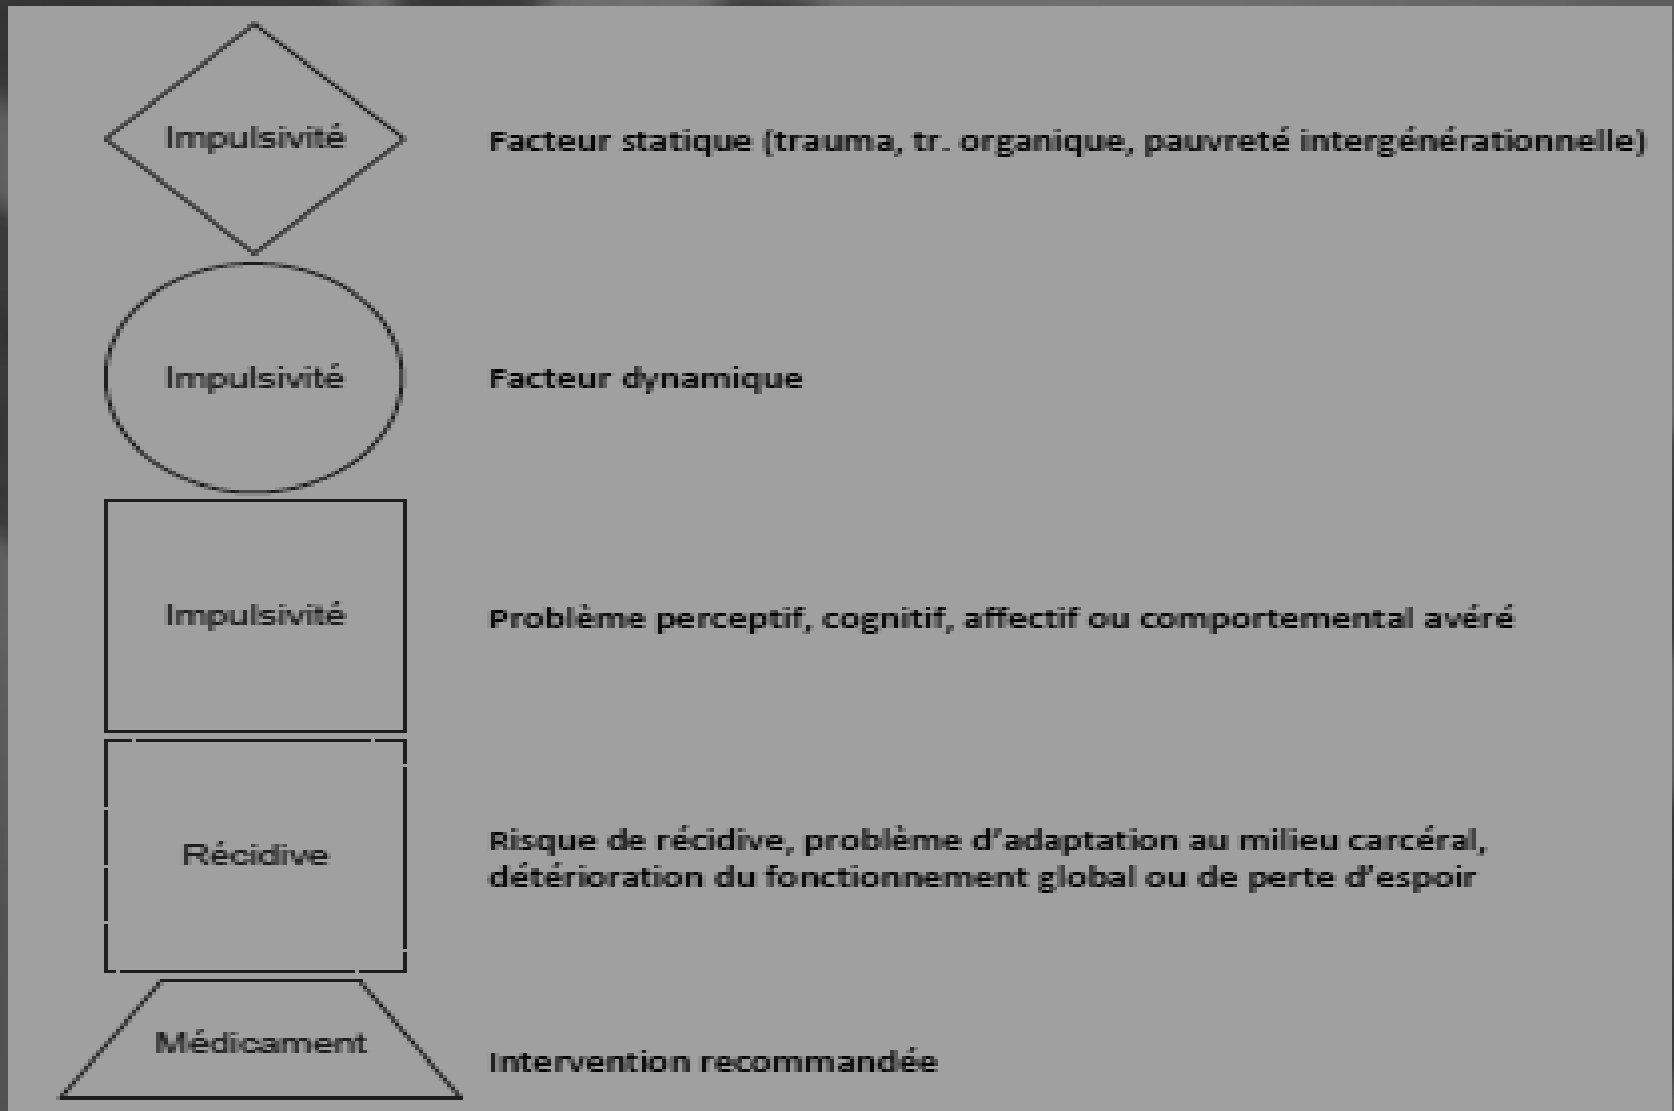 Impulsivité
Facteur statique (trauma, tr. organique, pauvreté intergénérationnelle)
Impulsivité
Facteur dynamique
Impulsivité
Problème perceptif, cognitif, affectif ou comportemental avéré
Récidive
Risque de récidive, problème d'adaptation au milieu carcéral,
détérioration du fonctionnement global ou de perte d'espoir
Médicament
Intervention recommandée